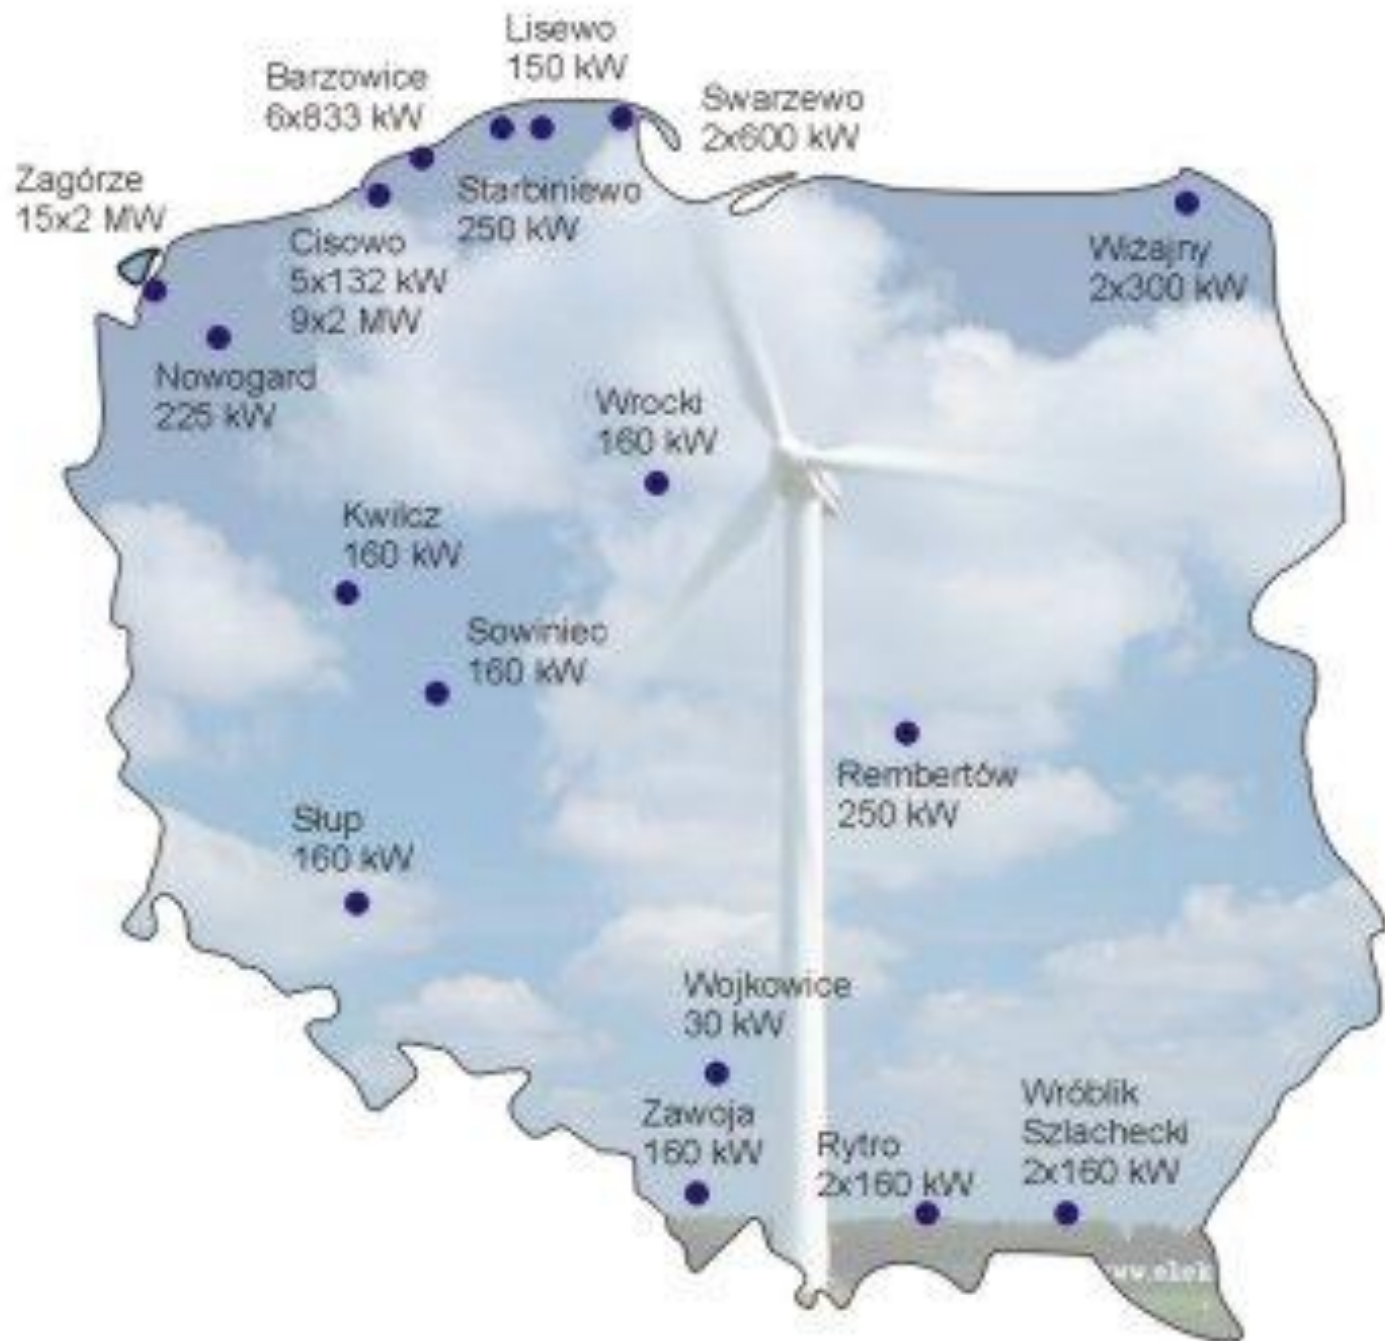 Lisewo
150 kW
Barzowice
6x833 kW
Swarzewo
2x600 kW
Zagórze
15x2 MW
Starbiniewo
250 kW
Cisowo
5x132 kW
9x2 MW
Wizajny
2x300 kW
Nowogard
225 kW
Wrocki
160 kW
Kwilcz
160 kW
Sowiniec
160 kW
Rembertów
250 kW
Słup
160 kW
Wojkowice
30 kW
Zawoja
160 kW
Rytro
2x160 kW
Wróblik
Szlachecki
2x160 kW